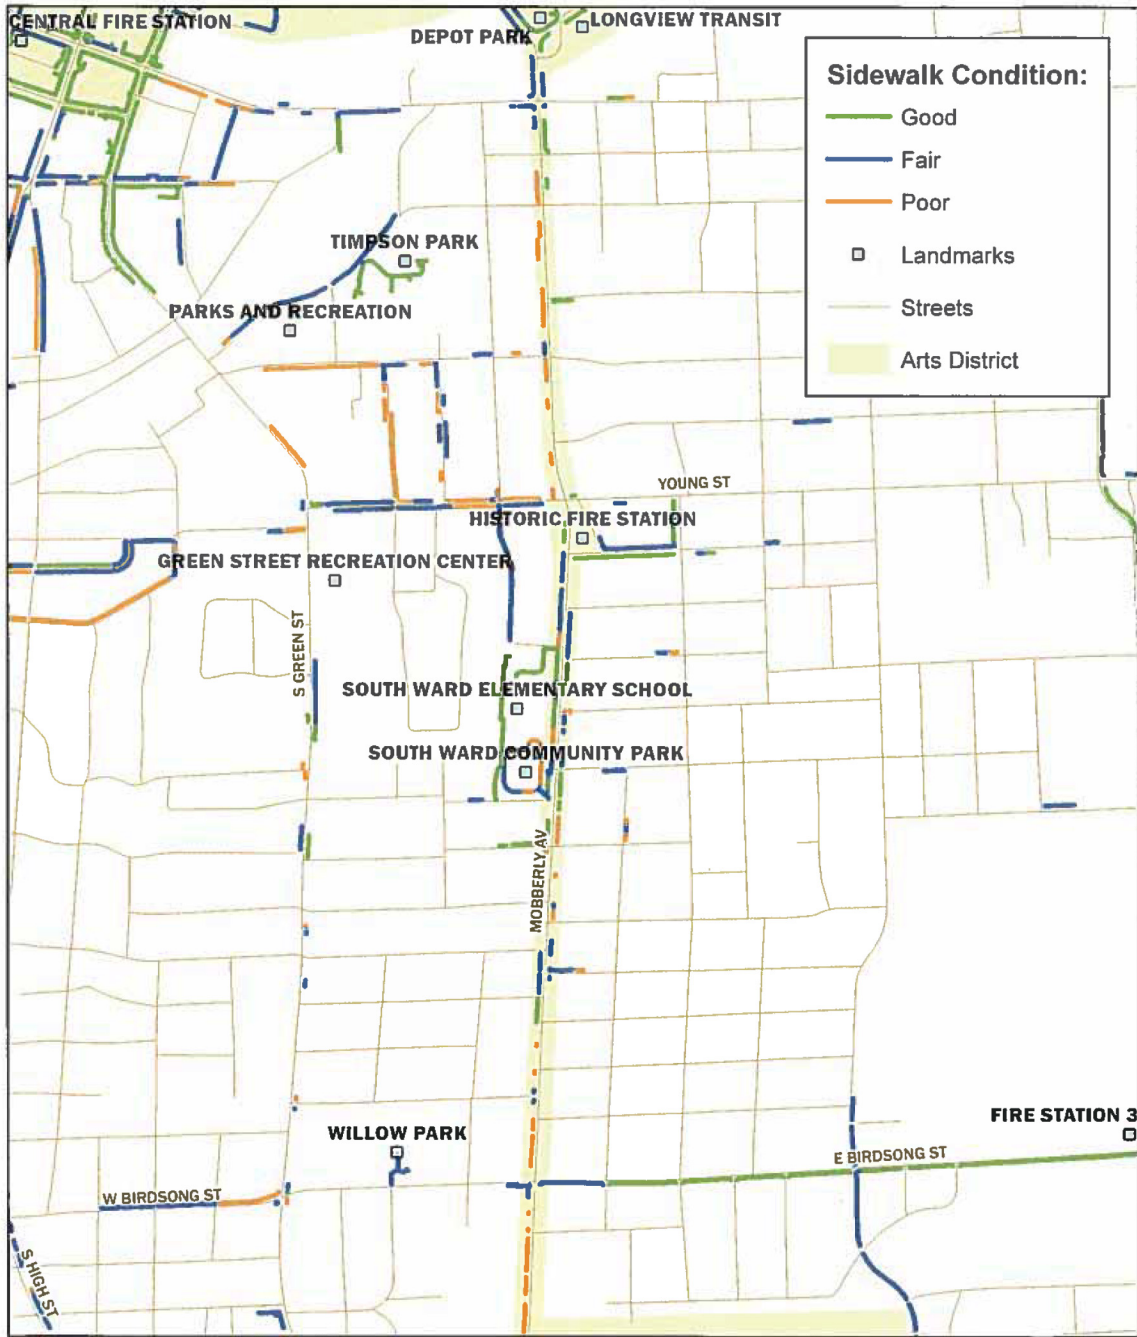 CENTRAL FIRE STATION
DEPOT PARK
LONGVIEW TRANSIT
Sidewalk Condition:
Good
Fair
Poor
Landmarks
Streets
Arts District
TIMPSON PARK
PARKS AND RECREATION
YOUNG ST
HISTORIC FIRE STATION
GREEN STREET RECREATION CENTER
S GREEN ST
SOUTH WARD ELEMENTARY SCHOOL
SOUTH WARD COMMUNITY PARK
MOBBERLY AV
FIRE STATION 3
WILLOW PARK
E BIRDSONG ST
W BIRDSONG ST
S HIGH ST